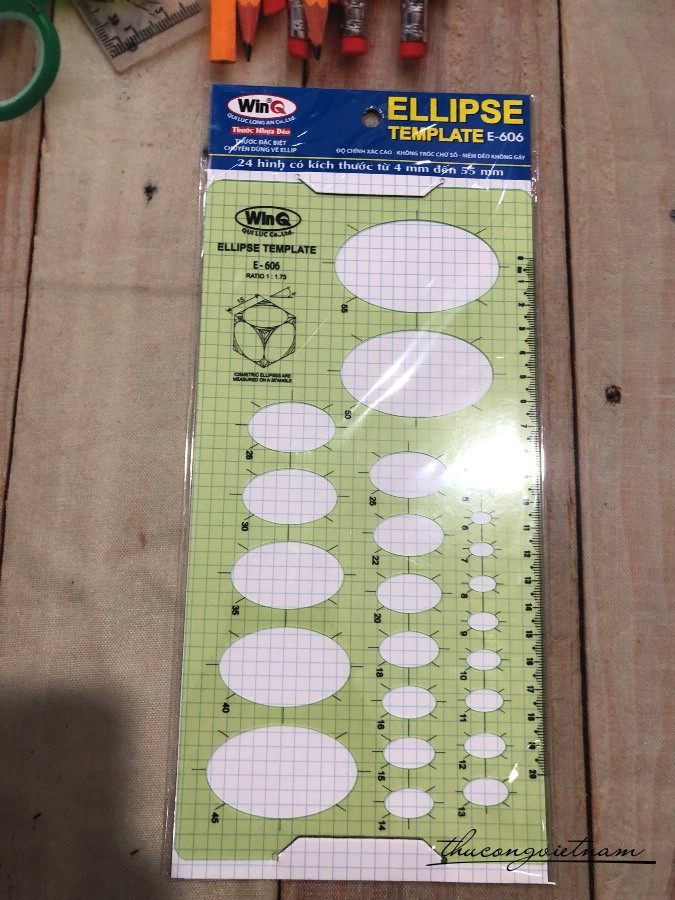 WinQ
QUI LUC LONG AN Co.,Ltd.
Thước Nhựa Dẻo
THƯỚC ĐẶC BIỆT
CHUYÊN DÙNG VẼ ELLIP
ELLIPSE
TEMPLATE E-606
ĐỘ CHÍNH XÁC CAO - KHÔNG TRÓC CHỮ SỐ - MỀM DẺO KHÔNG GÃY
24 hình có kích thước từ 4 mm đến 55 mm
WinQ
QUI LUC Co.,Ltd.
ELLIPSE TEMPLATE
E - 606
RATIO 1 : 1.73
ISOMETRIC ELLIPSES ARE
MEASURED ON A 30°ANGLE
55
50
28
30
35
40
45
25
22
20
18
16
15
14
6
7
8
9
10
11
12
13
thucongvietnam